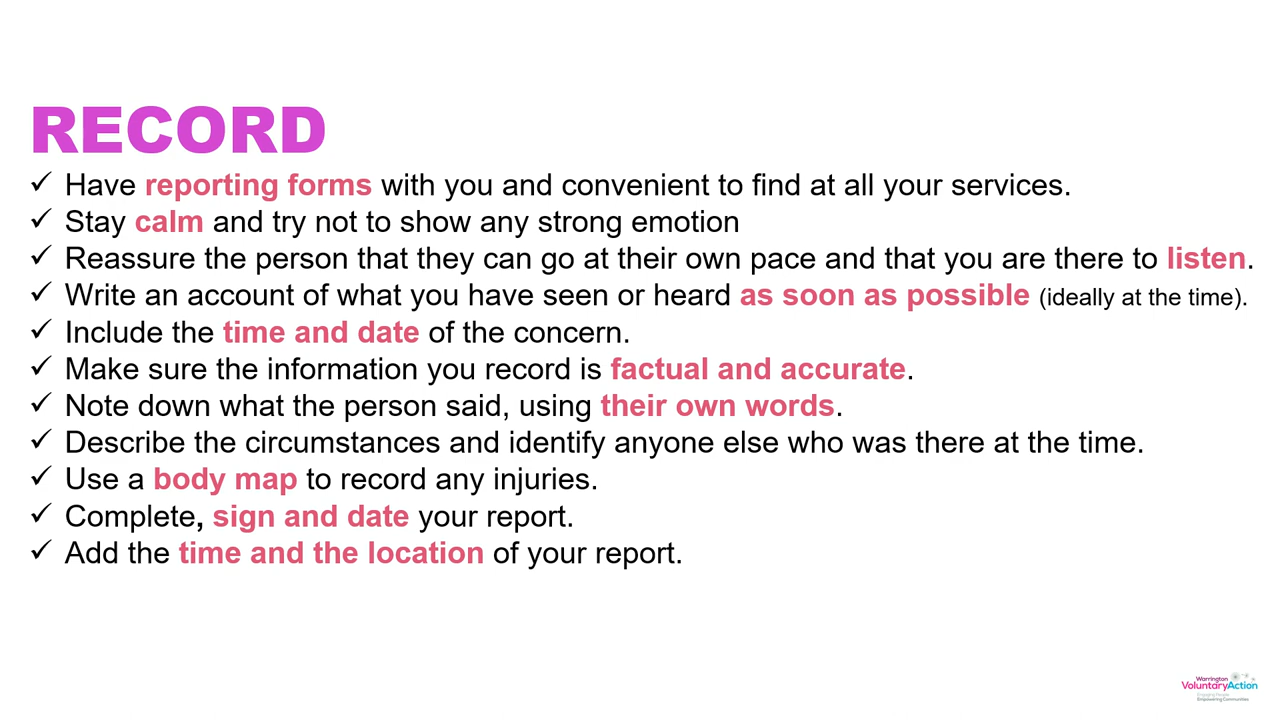 RECORD
✓ Have reporting forms with you and convenient to find at all your services.
✓ Stay calm and try not to show any strong emotion
✓ Reassure the person that they can go at their own pace and that you are there to listen.
✓ Write an account of what you have seen or heard as soon as possible (ideally at the time).
✓ Include the time and date of the concern.
✓ Make sure the information you record is factual and accurate.
✓ Note down what the person said, using their own words.
✓ Describe the circumstances and identify anyone else who was there at the time.
✓ Use a body map to record any injuries.
✓ Complete, sign and date your report.
✓ Add the time and the location of your report.
Warrington
VoluntaryAction
Engaging People
Empowering Communities